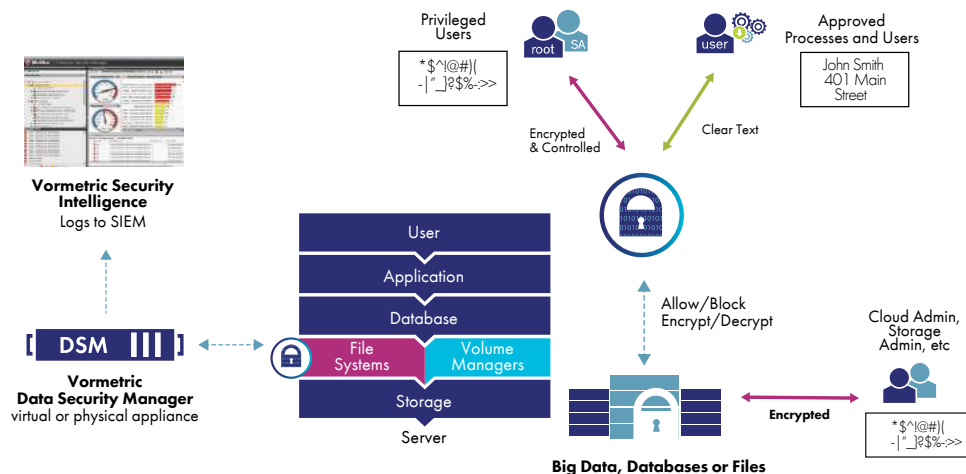 Privileged
Users
*$^!@#)(
-|"_}?$%-:>>
root
SA
user
Approved
Processes and Users
John Smith
401 Main
Street
Encrypted
& Controlled
Clear Text
McAfee
Vormetric Security
Intelligence
Logs to SIEM
DSM
Vormetric
Data Security Manager
virtual or physical appliance
User
Application
Database
File
Systems
Volume
Managers
Storage
Server
Allow/Block
Encrypt/Decrypt
Big Data, Databases or Files
Encrypted
Cloud Admin,
Storage
Admin, etc
*$^!@#)(
-|"_}?$%-:>>